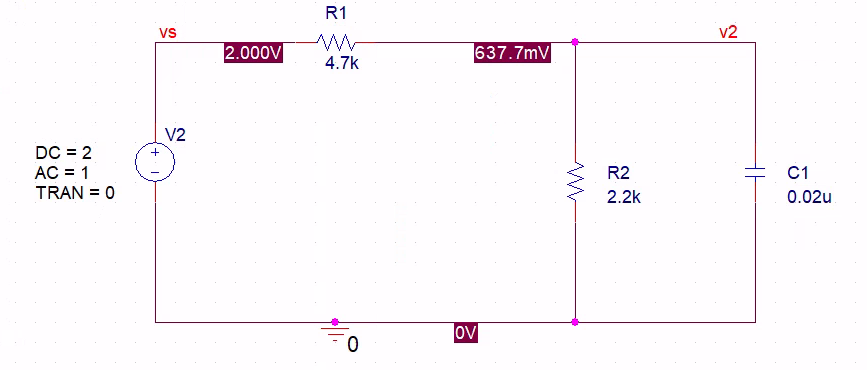 R1
vs
v2
2.000V
637.7mV
4.7k
V2
+
−
DC = 2
AC = 1
TRAN = 0
R2
2.2k
C1
0.02u
0V
0